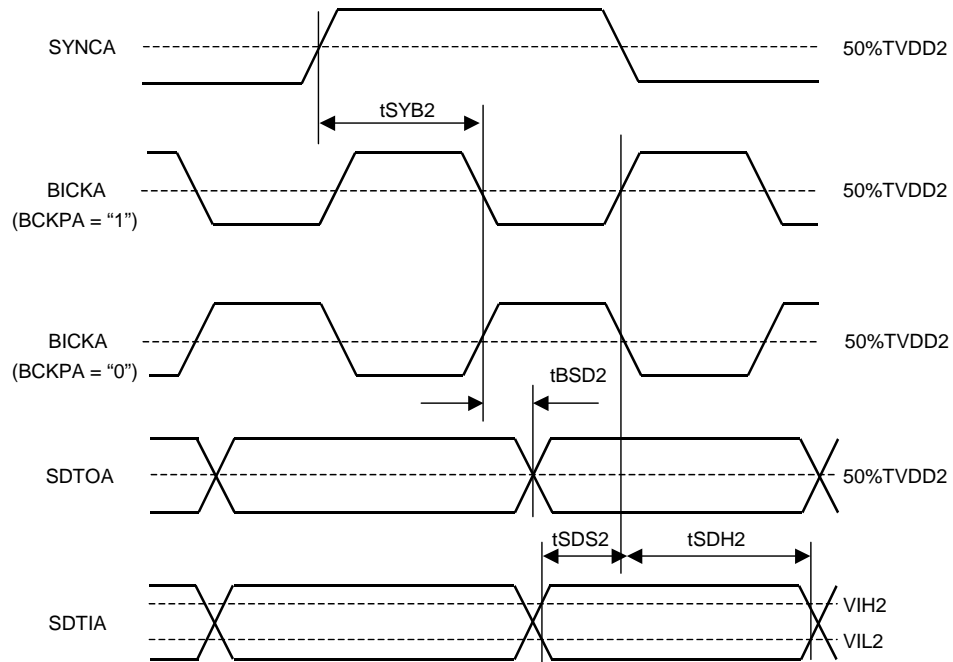 SYNCA
50%TVDD2
tSYB2
BICKA
(BCKPA = “1”)
50%TVDD2
BICKA
(BCKPA = “0”)
50%TVDD2
tBSD2
SDTOA
50%TVDD2
tSDS2
tSDH2
SDTIA
VIH2
VIL2